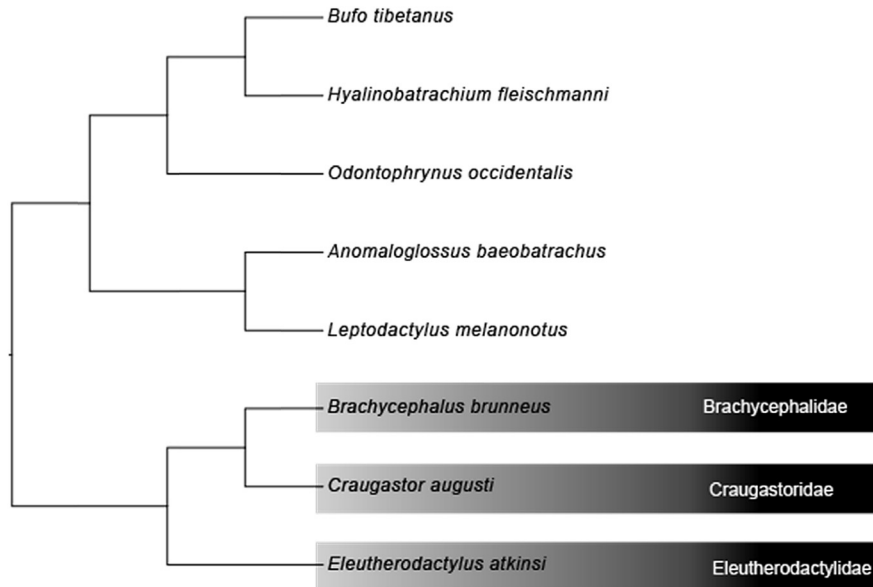 Bufo tibetanus
Hyalinobatrachium fleischmanni
Odontophrynus occidentalis
Anomaloglossus baeobatrachus
Leptodactylus melanonotus
Brachycephalus brunneus Brachycephalidae
Craugastor augusti Craugastoridae
Eleutherodactylus atkinsi Eleutherodactylidae